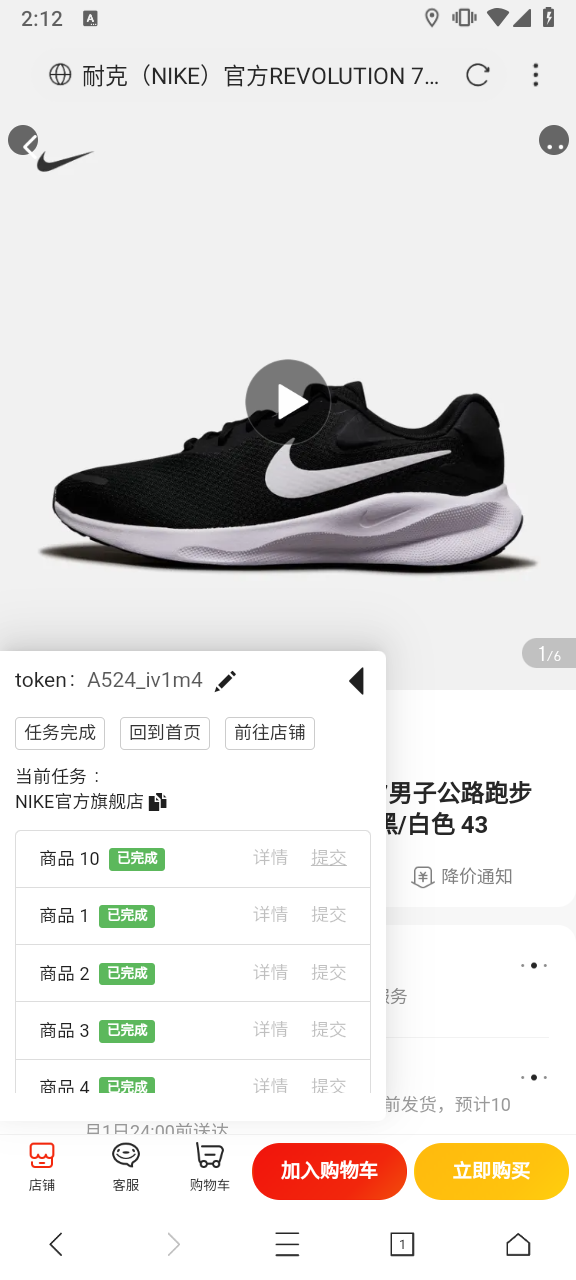 2:12
A
耐克（NIKE）官方REVOLUTION 7...
1/6
token： A524_iv1m4
任务完成 回到首页 前往店铺
当前任务：
NIKE官方旗舰店
男子公路跑步
黑/白色 43
降价通知
商品 10 已完成 详情 提交
商品 1 已完成 详情 提交
商品 2 已完成 详情 提交
服务
商品 3 已完成 详情 提交
商品 4 已完成 详情 提交
前发货，预计10
月1日24:00前送达
店铺 客服 购物车 加入购物车 立即购买
1